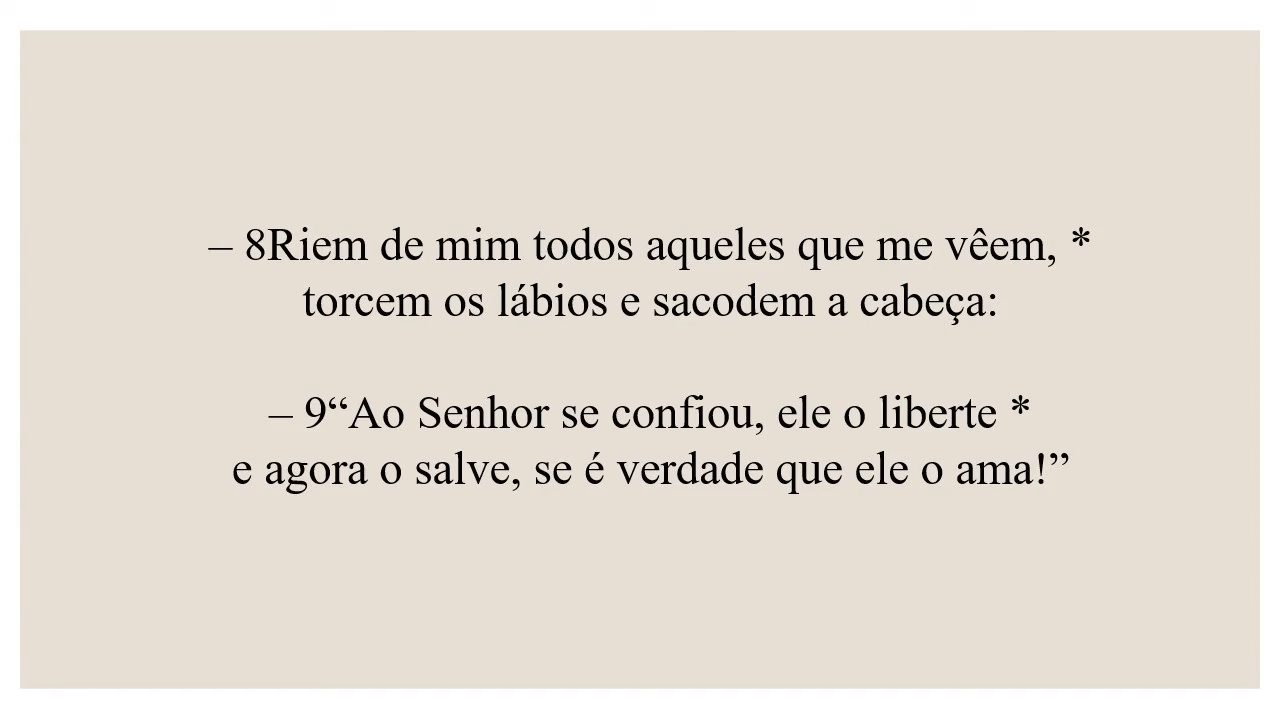 – 8Riem de mim todos aqueles que me vêem, *
torcem os lábios e sacodem a cabeça:
– 9“Ao Senhor se confiou, ele o liberte *
e agora o salve, se é verdade que ele o ama!”